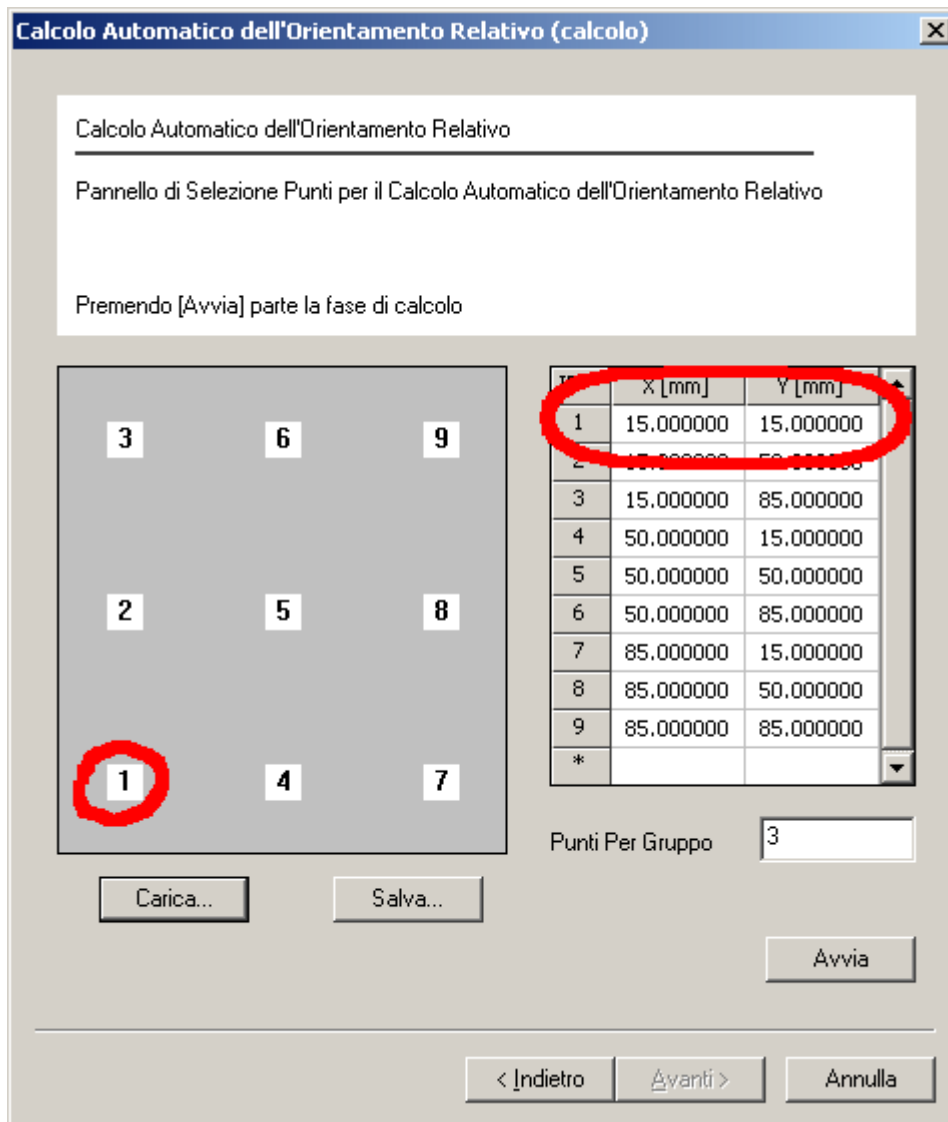 Calcolo Automatico dell'Orientamento Relativo (calcolo)
Calcolo Automatico dell'Orientamento Relativo
Pannello di Selezione Punti per il Calcolo Automatico dell'Orientamento Relativo
Premendo [Avvia] parte la fase di calcolo
3 6 9
2 5 8
1 4 7
X [mm] Y [mm]
1 15.000000 15.000000
2
3 15.000000 85.000000
4 50.000000 15.000000
5 50.000000 50.000000
6 50.000000 85.000000
7 85.000000 15.000000
8 85.000000 50.000000
9 85.000000 85.000000
*
Punti Per Gruppo 3
Carica... Salva...
Avvia
< Indietro Avanti > Annulla